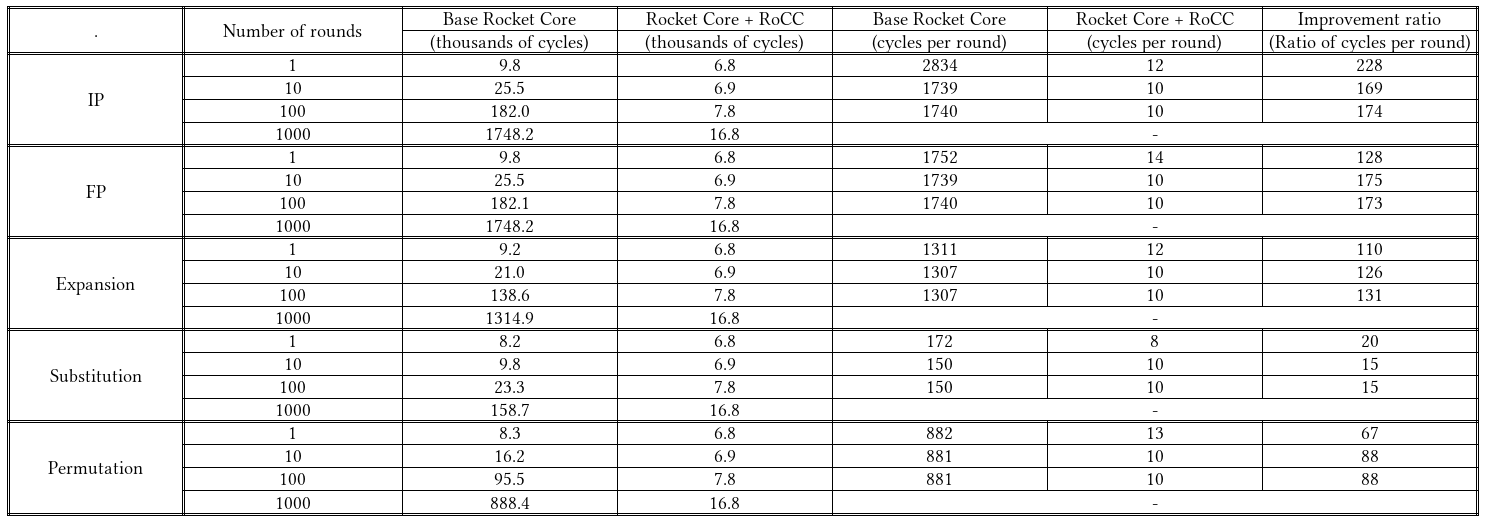 . Number of rounds Base Rocket Core Rocket Core + RoCC Base Rocket Core Rocket Core + RoCC Improvement ratio
(thousands of cycles) (thousands of cycles) (cycles per round) (cycles per round) (Ratio of cycles per round)
IP 1 9.8 6.8 2834 12 228
10 25.5 6.9 1739 10 169
100 182.0 7.8 1740 10 174
1000 1748.2 16.8 -
FP 1 9.8 6.8 1752 14 128
10 25.5 6.9 1739 10 175
100 182.1 7.8 1740 10 173
1000 1748.2 16.8 -
Expansion 1 9.2 6.8 1311 12 110
10 21.0 6.9 1307 10 126
100 138.6 7.8 1307 10 131
1000 1314.9 16.8 -
Substitution 1 8.2 6.8 172 8 20
10 9.8 6.9 150 10 15
100 23.3 7.8 150 10 15
1000 158.7 16.8 -
Permutation 1 8.3 6.8 882 13 67
10 16.2 6.9 881 10 88
100 95.5 7.8 881 10 88
1000 888.4 16.8 -